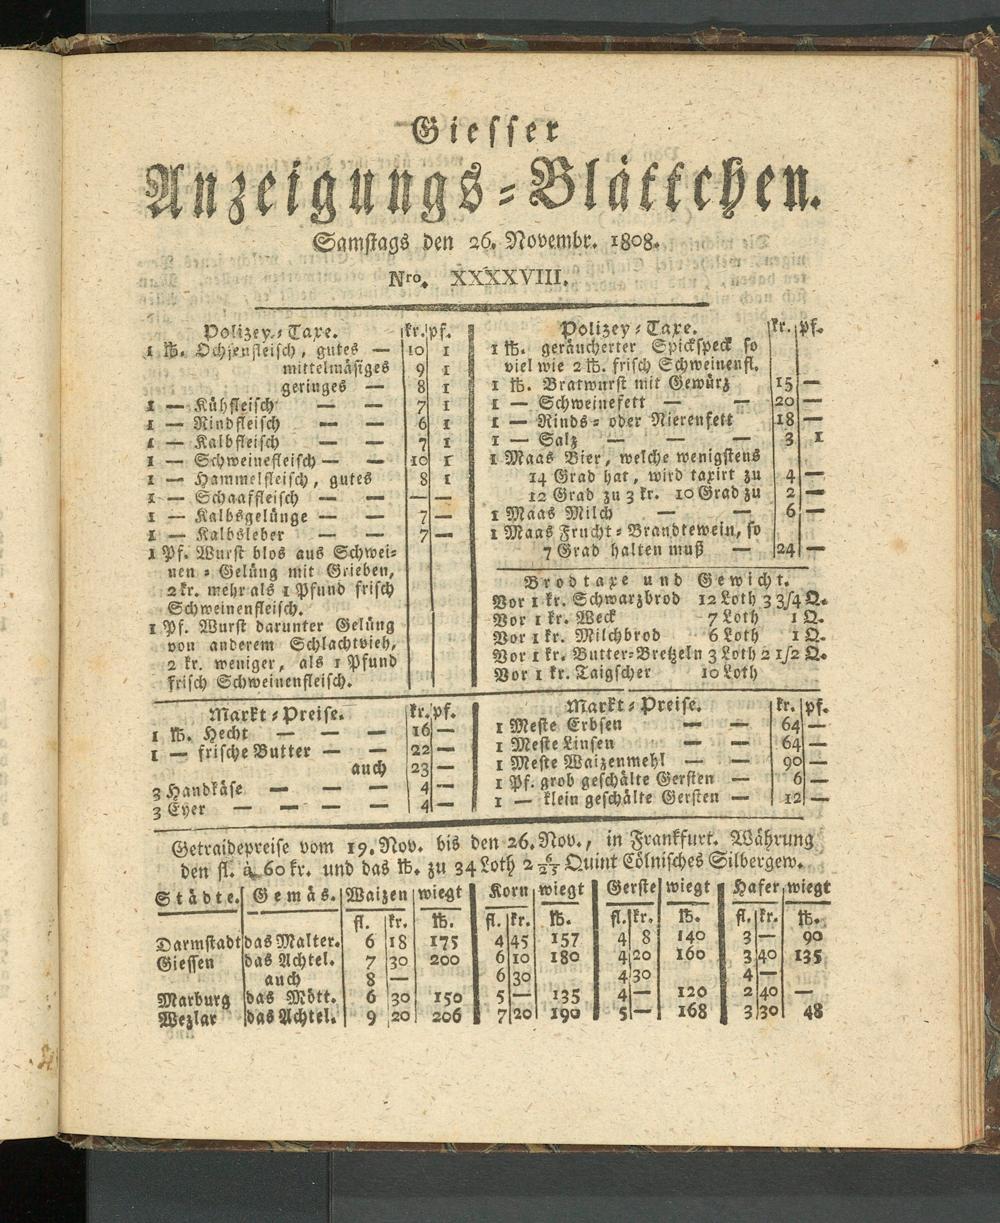 Giesser
Anzeigungs-Blättchen.
Samstags den 26. Novembr. 1808.
Nro. XXXXVIII.
Polizey-Taxe. kr. pf.
1 ℔. Ochsenfleisch, gutes — 10 1
mittelmäsiges 9 1
geringes — 8 1
1 — Kühfleisch — — 7 1
1 — Rindfleisch — — 6 1
1 — Kalbfleisch — — 7 1
1 — Schweinefleisch — — 10 1
1 — Hammelfleisch, gutes 8 1
1 — Schaaffleisch — — — —
1 — Kalbsgelünge — — 7 —
1 — Kalbsleber — — 7 —
1 Pf. Wurst blos aus Schwei-
nen-Gelüng mit Grieben,
2 kr. mehr als 1 Pfund frisch
Schweinenfleisch.
1 Pf. Wurst darunter Gelüng
von anderem Schlachtvieh,
2 kr. weniger, als 1 Pfund
frisch Schweinenfleisch.
Polizey-Taxe. kr. pf.
1 ℔. geräucherter Spickspeck so
viel wie 2 ℔. frisch Schweinenfl.
1 ℔. Bratwurst mit Gewürz 15 —
1 — Schweinefett — — 20 —
1 — Rinds- oder Nierenfett 18 —
1 — Salz — — — 3 1
1 Maas Bier, welche wenigstens
14 Grad hat, wird taxirt zu 4 —
12 Grad zu 3 kr. 10 Grad zu 2 —
1 Maas Milch — — 6 —
1 Maas Frucht-Brandtewein, so
7 Grad halten muß — 24 —
Brodtaxe und Gewicht.
Vor 1 kr. Schwarzbrod 12 Loth 3 3/4 Q.
Vor 1 kr. Weck 7 Loth 1 Q.
Vor 1 kr. Milchbrod 6 Loth 1 Q.
Vor 1 kr. Butter-Bretzeln 3 Loth 2 1/2 Q.
Vor 1 kr. Taigscher 10 Loth
Markt-Preise. kr. pf.
1 ℔. Hecht — — — 16 —
1 — frische Butter — — 22 —
auch 23 —
3 Handkäse — — — 4 —
3 Eyer — — — — 4 —
Markt-Preise. kr. pf.
1 Meste Erbsen — — 64 —
1 Meste Linsen — — 64 —
1 Meste Waizenmehl — — 90 —
1 Pf. grob geschälte Gersten — 6 —
1 — klein geschälte Gersten — 12 —
Getraidepreise vom 19. Nov. bis den 26. Nov., in Frankfurt. Währung
den fl. à 60 kr. und das ℔. zu 34 Loth 2 6/25 Quint Cölnisches Silbergew.
Städte. Gemäs. Waizen wiegt Korn wiegt Gerste wiegt Hafer wiegt
fl. kr. ℔. fl. kr. ℔. fl. kr. ℔. fl. kr. ℔.
Darmstadt das Malter. 6 18 175 4 45 157 4 8 140 3 — 90
Giessen das Achtel. 7 30 200 6 10 180 4 20 160 3 40 135
auch 8 — 6 30 4 30 4 —
Marburg das Mött. 6 30 150 5 — 135 4 — 120 2 40 —
Wezlar das Achtel. 9 20 206 7 20 190 5 — 168 3 30 48